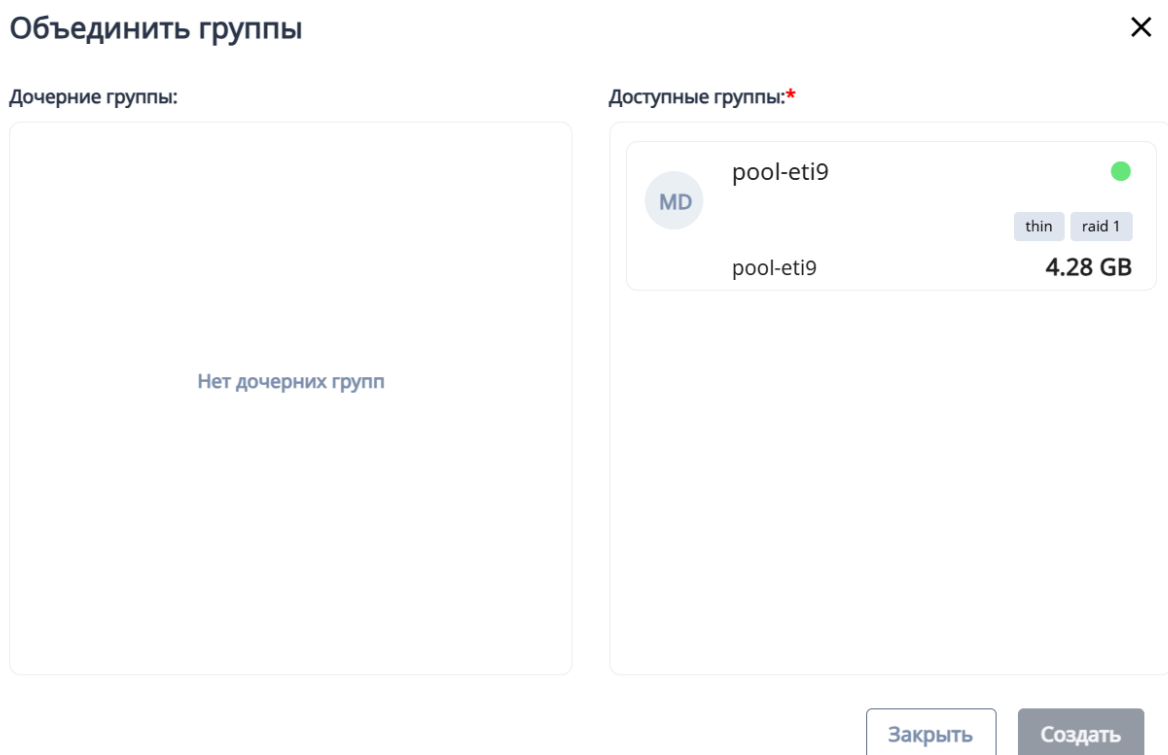 Объединить группы
Дочерние группы:
Нет дочерних групп
Доступные группы:*
MD
pool-eti9
thin
raid 1
pool-eti9
4.28 GB
Закрыть
Создать